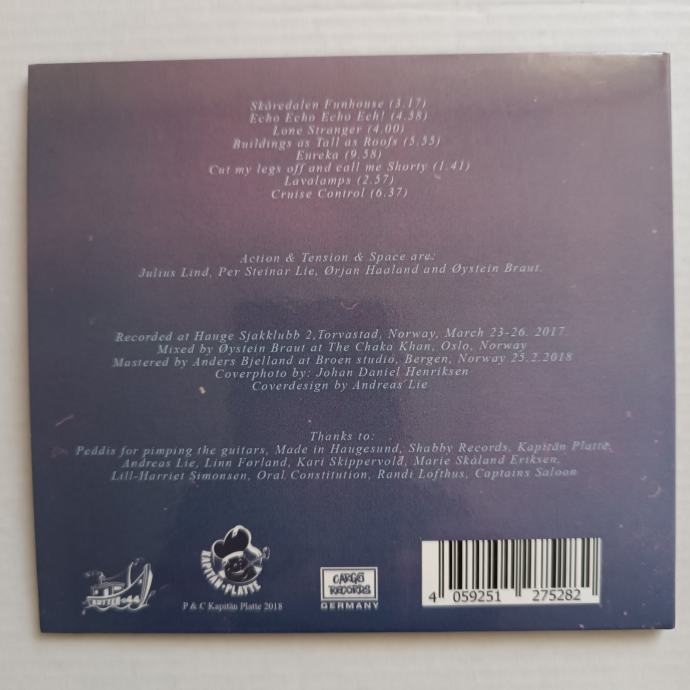 Skåredalen Funhouse (3.17)
Echo Echo Echo Ech! (4.38)
Lone Stranger (4.00)
Buildings as Tall as Roofs (5.55)
Eureka (9.58)
Cut my legs off and call me Shorty (1.41)
Lavalamps (2.57)
Cruise Control (6.37)
Action & Tension & Space are:
Julius Lind, Per Steinar Lie, Ørjan Haaland and Øystein Braut.
Recorded at Hauge Sjakklubb 2,Torvastad, Norway, March 23-26. 2017.
Mixed by Øystein Braut at The Chaka Khan, Oslo, Norway
Mastered by Anders Bjelland at Broen studio, Bergen, Norway 25.2.2018
Coverphoto by: Johan Daniel Henriksen
Coverdesign by Andreas Lie
Thanks to:
Peddis for pimping the guitars, Made in Haugesund, Shabby Records, Kapitän Platte,
Andreas Lie, Linn Førland, Kari Skippervold, Marie Skåland Eriksen,
Lill-Harriet Simonsen, Oral Constitution, Randi Lofthus, Captains Saloon
KUTTER 44
KAPITÄN PLATTE
P & C Kapitän Platte 2018
CARGO
RECORDS
GERMANY
4 059251 275282